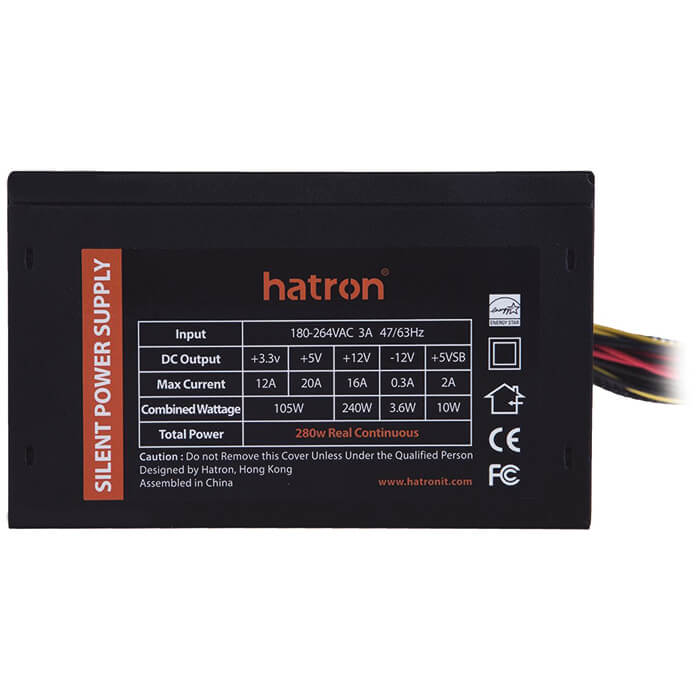 SILENT POWER SUPPLY
hatron®
Input 180-264VAC 3A 47/63Hz
DC Output +3.3v +5V +12V -12V +5VSB
Max Current 12A 20A 16A 0.3A 2A
Combined Wattage 105W 240W 3.6W 10W
Total Power 280w Real Continuous
Caution : Do not Remove this Cover Unless Under the Qualified Person
Designed by Hatron, Hong Kong
Assembled in China
www.hatronit.com
energy
ENERGY STAR
CE
FC